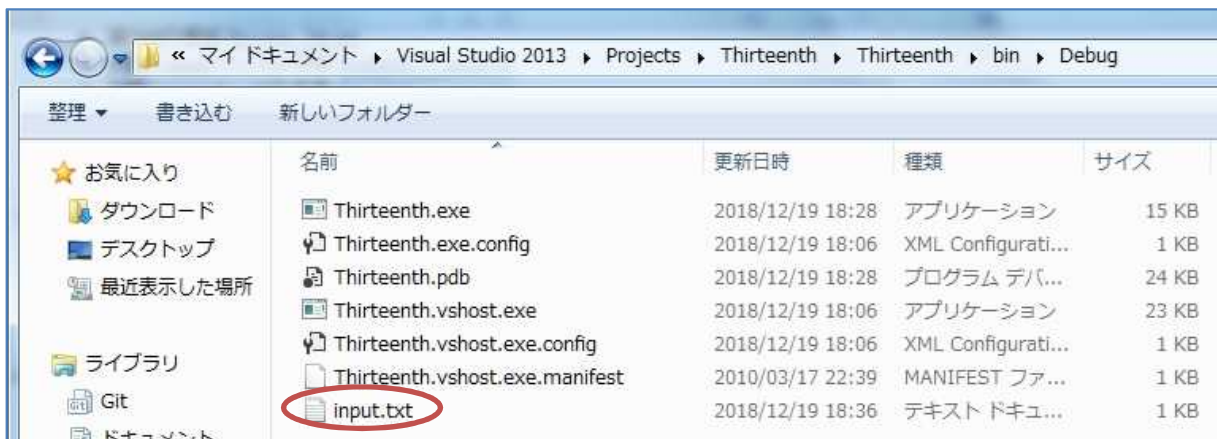 « マイ ドキュメント ▸ Visual Studio 2013 ▸ Projects ▸ Thirteenth ▸ Thirteenth ▸ bin ▸ Debug
整理 ▼ 書き込む 新しいフォルダー
名前 更新日時 種類 サイズ
お気に入り
ダウンロード
デスクトップ
最近表示した場所
ライブラリ
Git
ドキュメント
Thirteenth.exe 2018/12/19 18:28 アプリケーション 15 KB
Thirteenth.exe.config 2018/12/19 18:06 XML Configurati... 1 KB
Thirteenth.pdb 2018/12/19 18:28 プログラム デバ... 24 KB
Thirteenth.vshost.exe 2018/12/19 18:06 アプリケーション 23 KB
Thirteenth.vshost.exe.config 2018/12/19 18:06 XML Configurati... 1 KB
Thirteenth.vshost.exe.manifest 2010/03/17 22:39 MANIFEST ファ... 1 KB
input.txt 2018/12/19 18:36 テキスト ドキュ... 1 KB